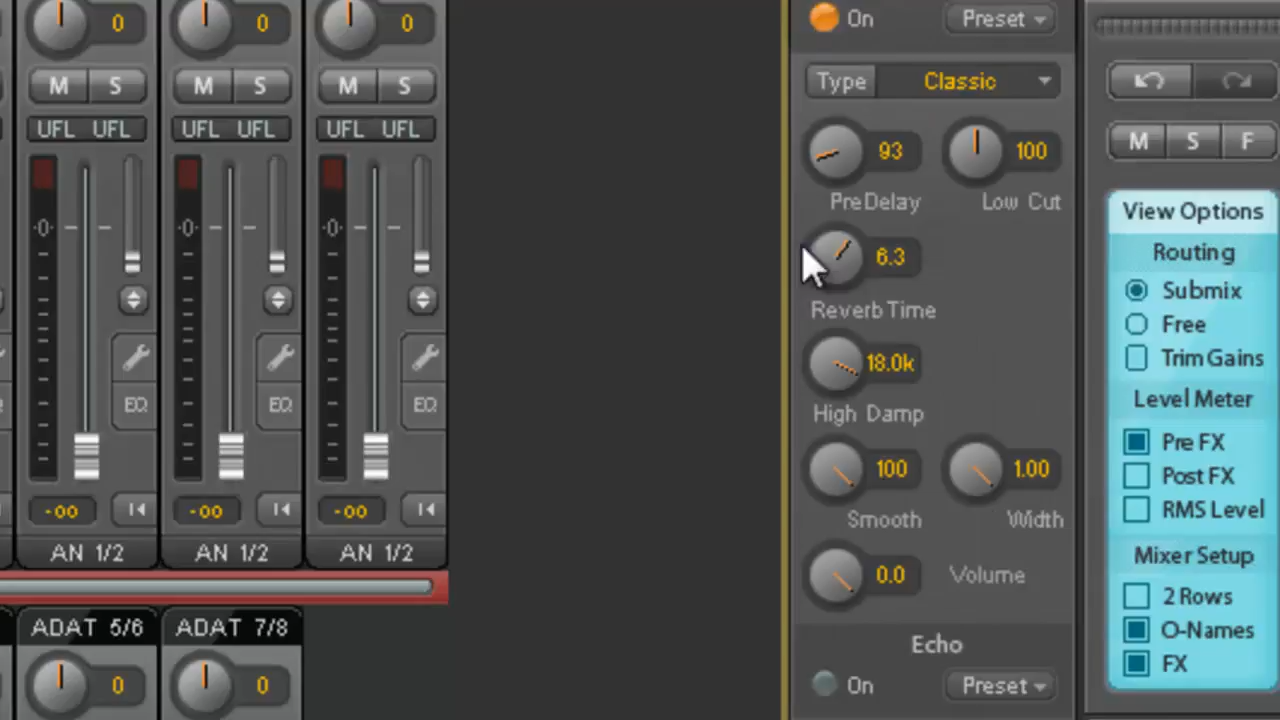 0 0 0
M S M S M S
UFL UFL UFL UFL UFL UFL
-0- -0- -0-
EQ EQ EQ
-oo -oo -oo
AN 1/2 AN 1/2 AN 1/2
ADAT 5/6 ADAT 7/8
0 0
On Preset
Type Classic
93 100
PreDelay Low Cut
6.3
Reverb Time
18.0k
High Damp
100 1.00
Smooth Width
0.0 Volume
Echo
On Preset
M S F
View Options
Routing
Submix
Free
Trim Gains
Level Meter
Pre FX
Post FX
RMS Level
Mixer Setup
2 Rows
O-Names
FX